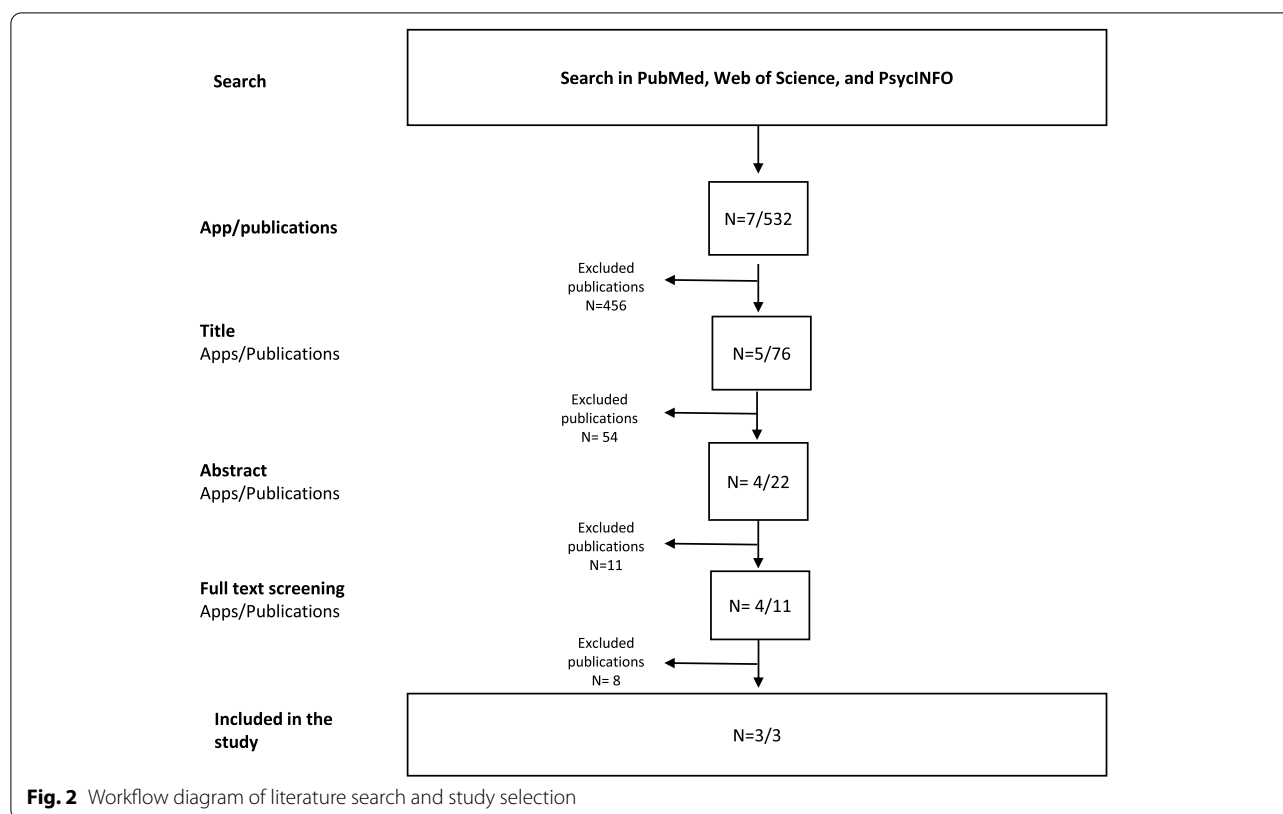 Search
Search in PubMed, Web of Science, and PsycINFO
App/publications
N=7/532
Excluded
publications
N=456
Title
Apps/Publications
N=5/76
Excluded
publications
N= 54
Abstract
Apps/Publications
N= 4/22
Excluded
publications
N=11
Full text screening
Apps/Publications
N= 4/11
Excluded
publications
N= 8
Included in the
study
N=3/3
Fig. 2 Workflow diagram of literature search and study selection